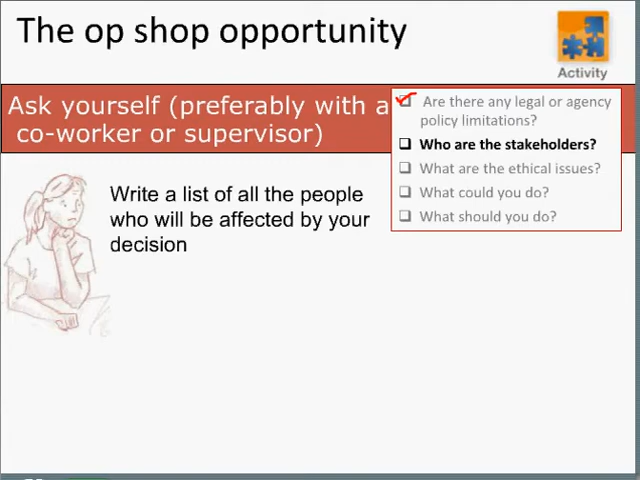 The op shop opportunity
Activity
Ask yourself (preferably with a
co-worker or supervisor)
Are there any legal or agency
policy limitations?
Who are the stakeholders?
What are the ethical issues?
What could you do?
What should you do?
Write a list of all the people
who will be affected by your
decision